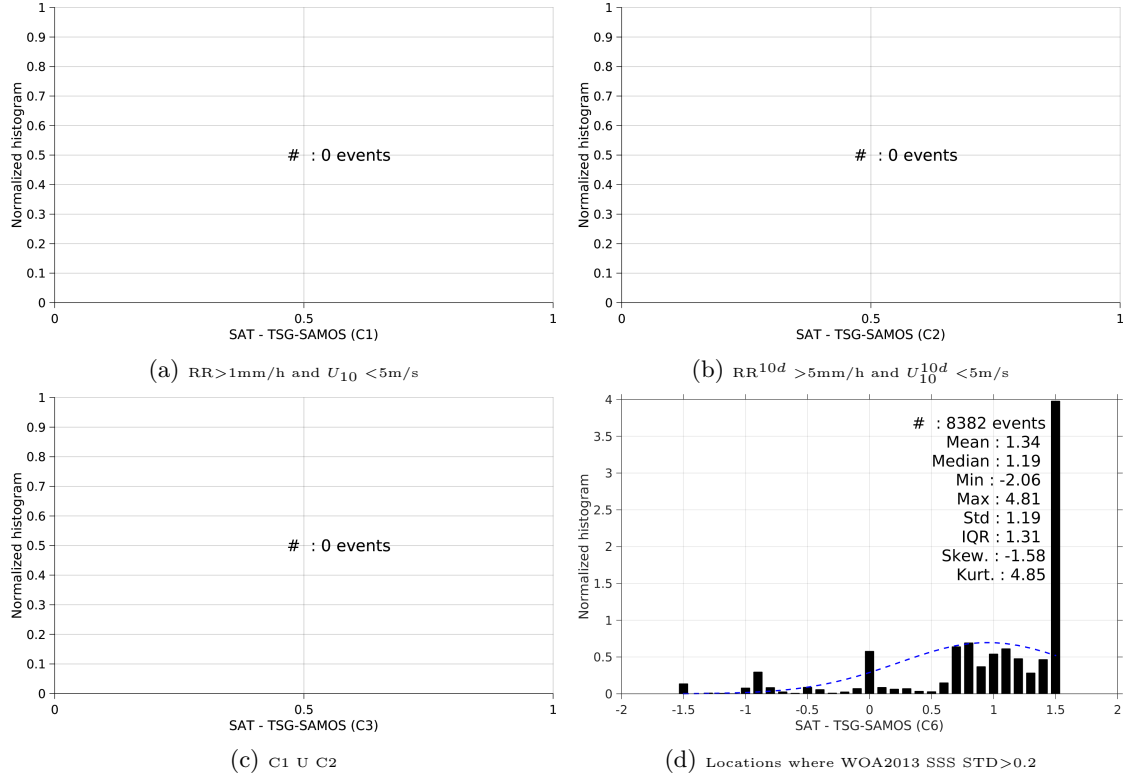 1
0.9
0.8
0.7
0.6
0.5
0.4
0.3
0.2
0.1
0
Normalized histogram
# : 0 events
0 0.5 1
SAT - TSG-SAMOS (C1)
(a) RR>1mm/h and U10 <5m/s
1
0.9
0.8
0.7
0.6
0.5
0.4
0.3
0.2
0.1
0
Normalized histogram
# : 0 events
0 0.5 1
SAT - TSG-SAMOS (C2)
(b) RR10d >5mm/h and U10d10 <5m/s
1
0.9
0.8
0.7
0.6
0.5
0.4
0.3
0.2
0.1
0
Normalized histogram
# : 0 events
0 0.5 1
SAT - TSG-SAMOS (C3)
(c) C1 U C2
4
3.5
3
2.5
2
1.5
1
0.5
0
Normalized histogram
# : 8382 events
Mean : 1.34
Median : 1.19
Min : -2.06
Max : 4.81
Std : 1.19
IQR : 1.31
Skew. : -1.58
Kurt. : 4.85
-2 -1.5 -1 -0.5 0 0.5 1 1.5 2
SAT - TSG-SAMOS (C6)
(d) Locations where WOA2013 SSS STD>0.2